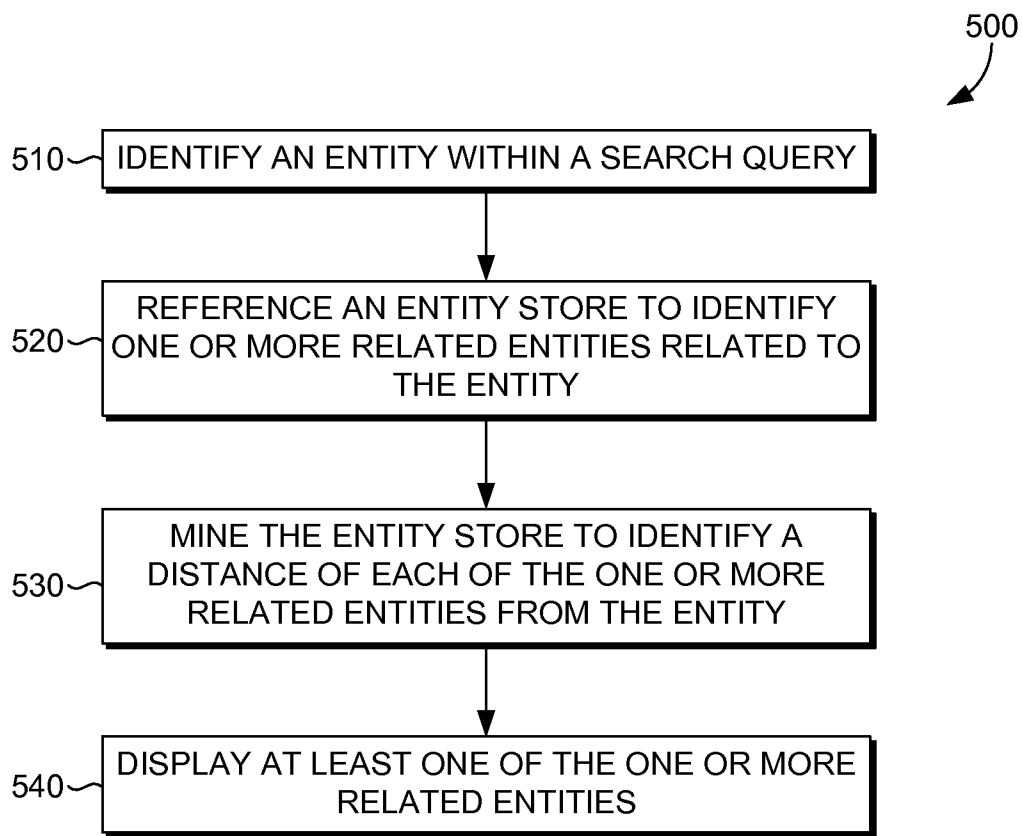 500
510
IDENTIFY AN ENTITY WITHIN A SEARCH QUERY
520
REFERENCE AN ENTITY STORE TO IDENTIFY
ONE OR MORE RELATED ENTITIES RELATED TO
THE ENTITY
530
MINE THE ENTITY STORE TO IDENTIFY A
DISTANCE OF EACH OF THE ONE OR MORE
RELATED ENTITIES FROM THE ENTITY
540
DISPLAY AT LEAST ONE OF THE ONE OR MORE
RELATED ENTITIES